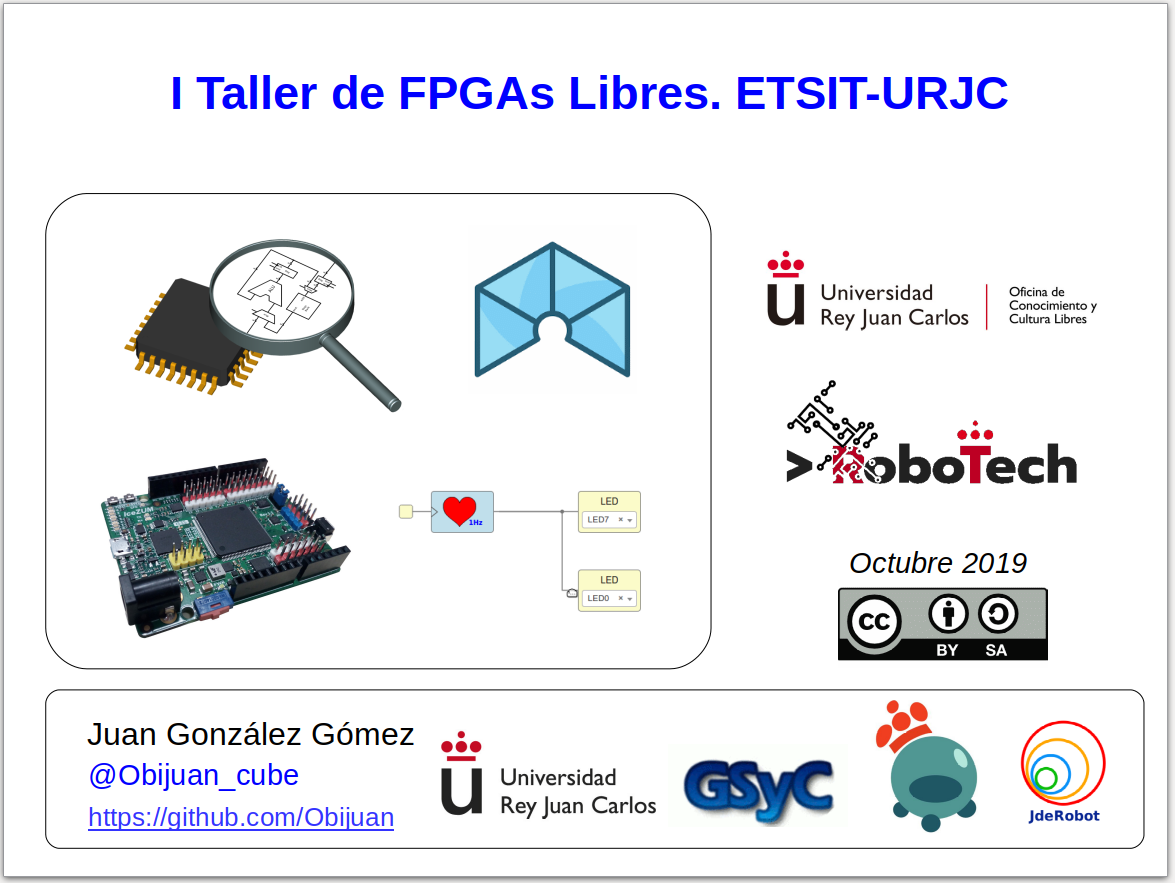 I Taller de FPGAs Libres. ETSIT-URJC
Universidad
Rey Juan Carlos
Oficina de
Conocimiento y
Cultura Libres
>RoboTech
IceZUM
1Hz
LED
LED7
LED
LED0
Octubre 2019
cc
BY SA
Juan González Gómez
@Obijuan_cube
https://github.com/Obijuan
Universidad
Rey Juan Carlos
GSyC
JdeRobot